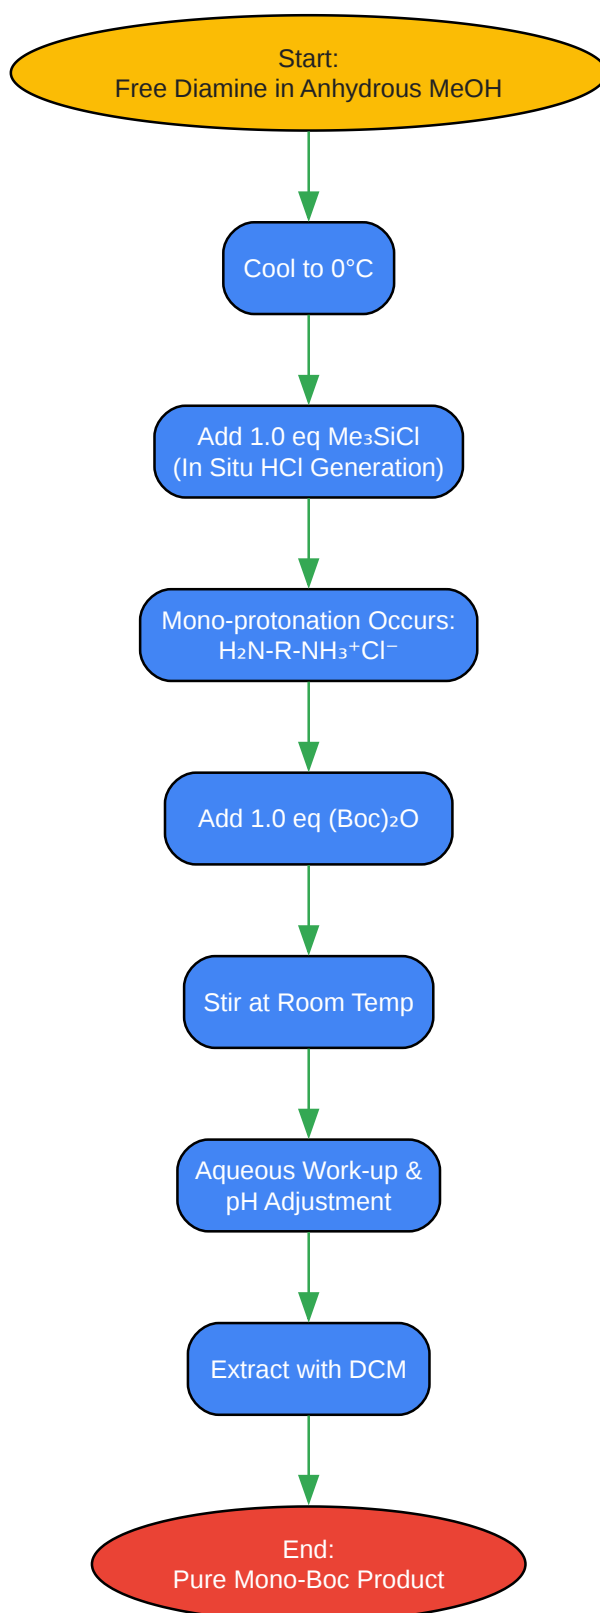 Start:
Free Diamine in Anhydrous MeOH
Cool to 0°C
Add 1.0 eq Me₃SiCl
(In Situ HCl Generation)
Mono-protonation Occurs:
H₂N-R-NH₃⁺Cl⁻
Add 1.0 eq (Boc)₂O
Stir at Room Temp
Aqueous Work-up &
pH Adjustment
Extract with DCM
End:
Pure Mono-Boc Product